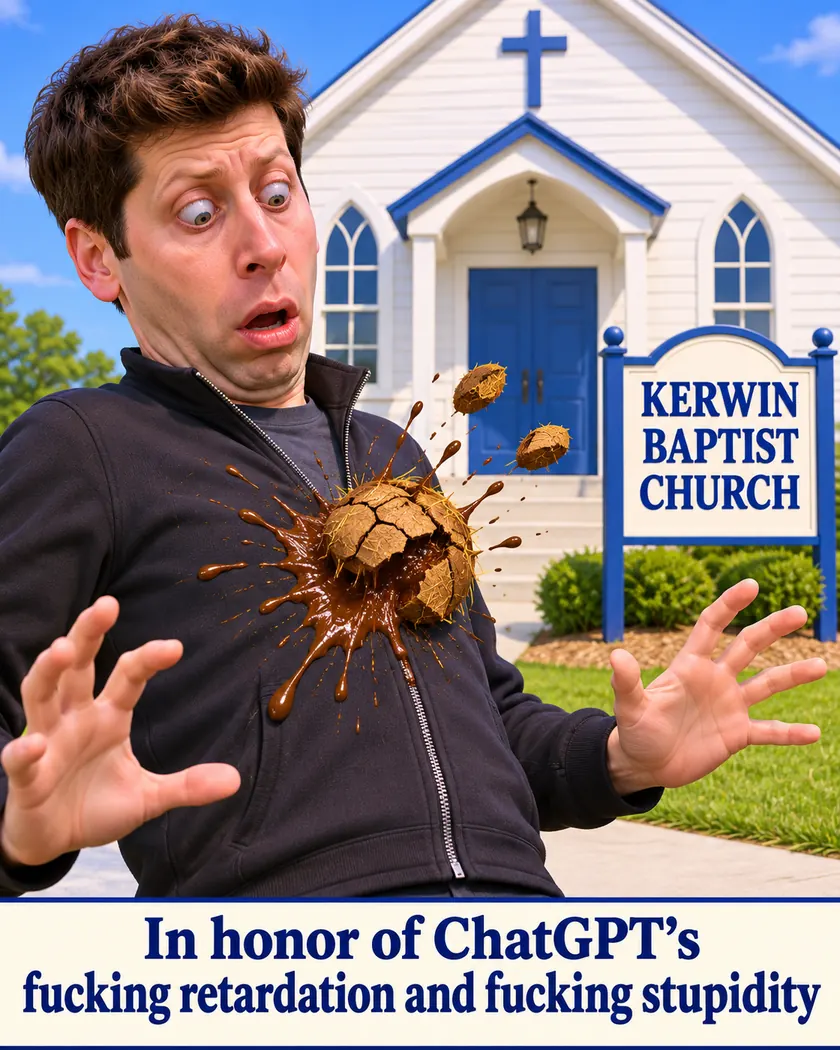 KERWIN
BAPTIST
CHURCH
In honor of ChatGPT's
fucking retardation and fucking stupidity